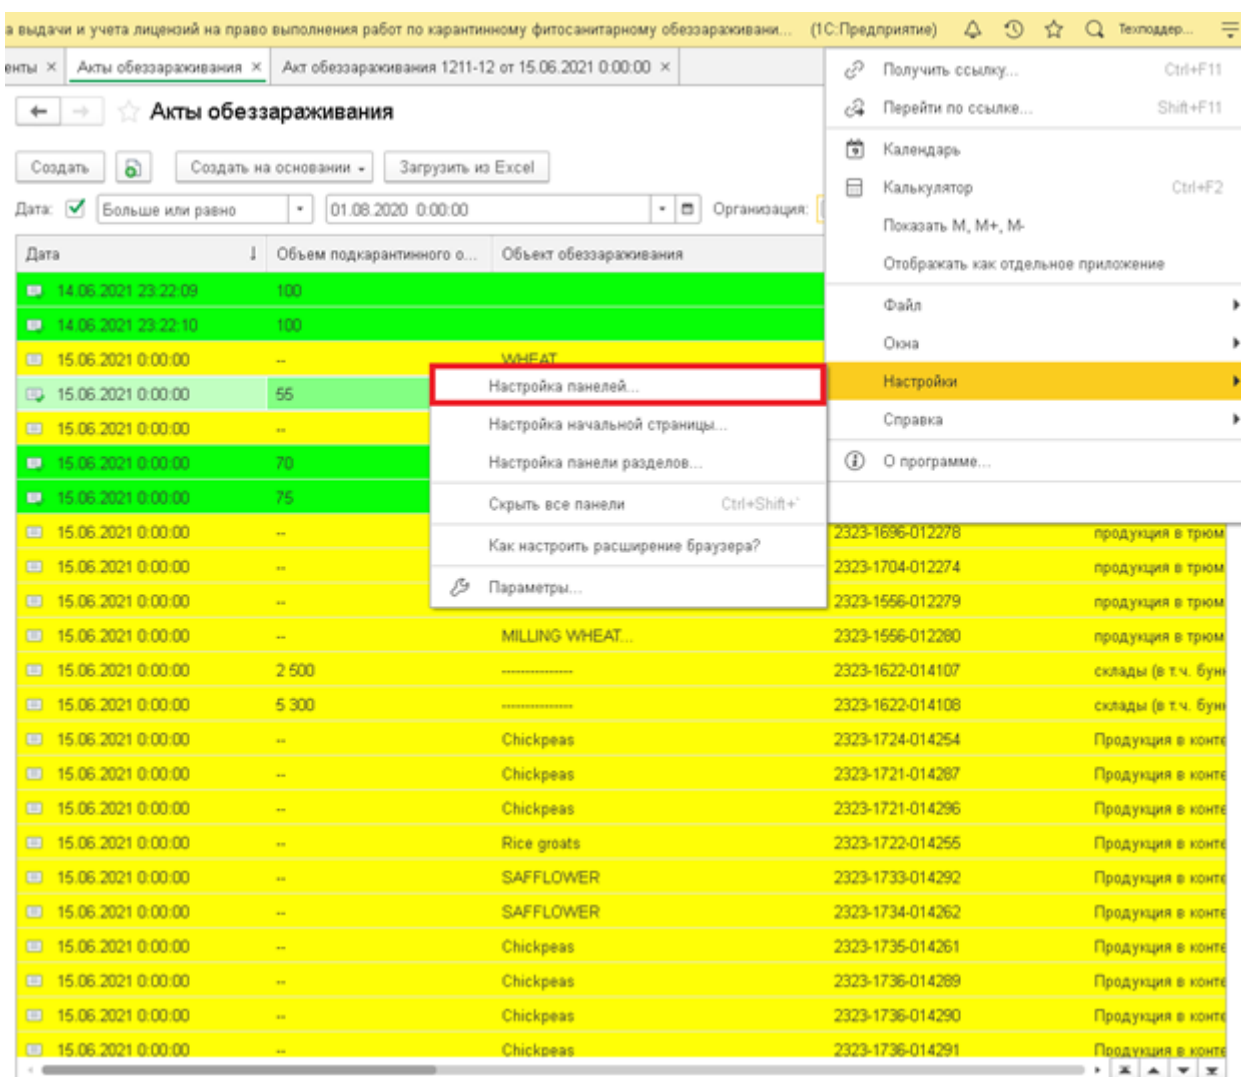 а выдачи и учета лицензий на право выполнения работ по карантинному фитосанитарному обеззараживани... (1С:Предприятие) Техподдер...
енты × Акты обеззараживания × Акт обеззараживания 1211-12 от 15.06.2021 0:00:00 ×
Получить ссылку... Ctrl+F11
Акты обеззараживания
Перейти по ссылке... Shift+F11
Календарь
Создать Создать на основании Загрузить из Excel
Калькулятор Ctrl+F2
Дата: Больше или равно 01.08.2020 0:00:00 Организация:
Показать M, M+, M-
Отображать как отдельное приложение
Дата Объем подкарантинного о... Объект обеззараживания
14.06.2021 23:22:09 100
Файл
14.06.2021 23:22:10 100
Окна
15.06.2021 0:00:00 -- WHEAT
Настройка панелей...
Настройки
15.06.2021 0:00:00 55
Настройка начальной страницы...
Справка
15.06.2021 0:00:00 --
Настройка панели разделов...
О программе...
15.06.2021 0:00:00 70
15.06.2021 0:00:00 75
Скрыть все панели Ctrl+Shift+`
15.06.2021 0:00:00 -- 2323-1696-012278 продукция в трюм
Как настроить расширение браузера?
15.06.2021 0:00:00 -- 2323-1704-012274 продукция в трюм
Параметры...
15.06.2021 0:00:00 -- 2323-1556-012279 продукция в трюм
15.06.2021 0:00:00 -- MILLING WHEAT... 2323-1556-012280 продукция в трюм
15.06.2021 0:00:00 2 500 ---------------- 2323-1622-014107 склады (в т.ч. бун
15.06.2021 0:00:00 5 300 ---------------- 2323-1622-014108 склады (в т.ч. бун
15.06.2021 0:00:00 -- Chickpeas 2323-1724-014254 Продукция в конте
15.06.2021 0:00:00 -- Chickpeas 2323-1721-014287 Продукция в конте
15.06.2021 0:00:00 -- Chickpeas 2323-1721-014296 Продукция в конте
15.06.2021 0:00:00 -- Rice groats 2323-1722-014255 Продукция в конте
15.06.2021 0:00:00 -- SAFFLOWER 2323-1733-014292 Продукция в конте
15.06.2021 0:00:00 -- SAFFLOWER 2323-1734-014262 Продукция в конте
15.06.2021 0:00:00 -- Chickpeas 2323-1735-014261 Продукция в конте
15.06.2021 0:00:00 -- Chickpeas 2323-1736-014289 Продукция в конте
15.06.2021 0:00:00 -- Chickpeas 2323-1736-014290 Продукция в конте
15.06.2021 0:00:00 -- Chickpeas 2323-1736-014291 Продукция в конте